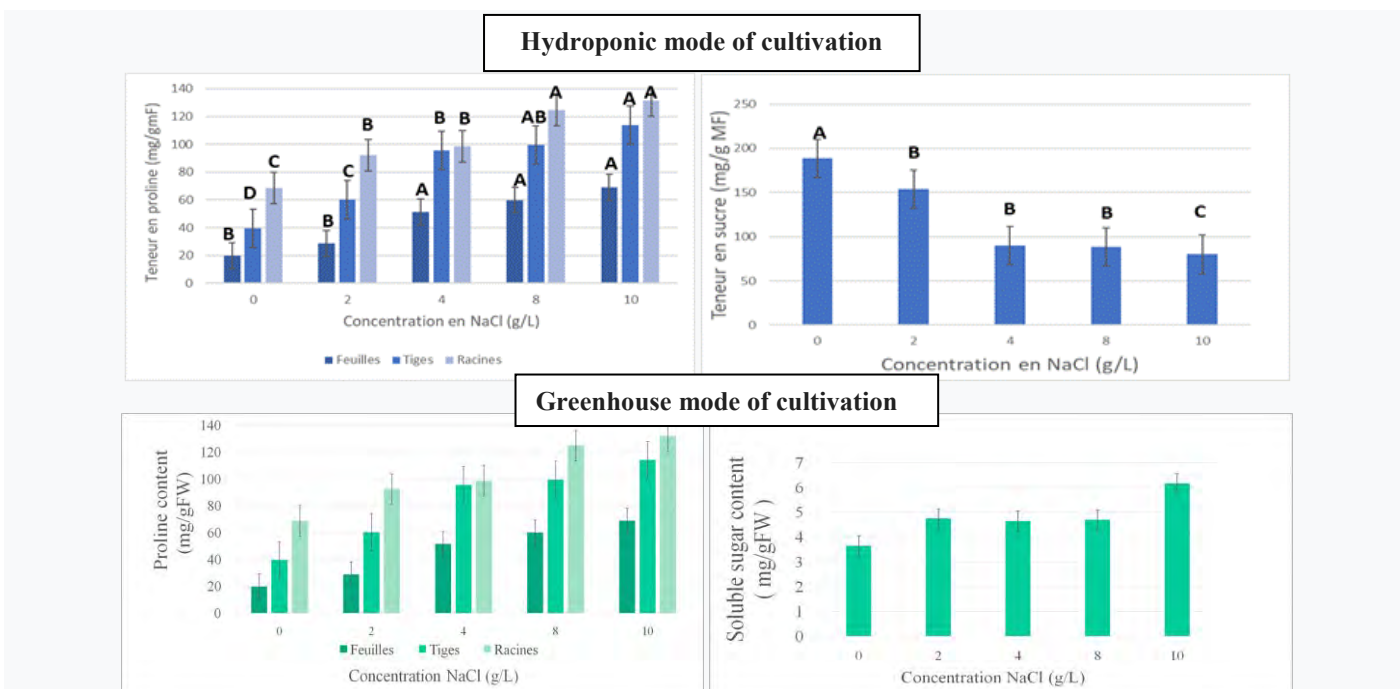 Hydroponic mode of cultivation
Teneur en proline (mg/gmF)
140
120
100
80
60
40
20
0
B D C
B C B
A B B
A AB A
A A A
0 2 4 8 10
Concentration en NaCl (g/L)
Feuilles Tiges Racines
Teneur en sucre (mg/g MF)
250
200
150
100
50
0
A B B B C
0 2 4 8 10
Concentration en NaCl (g/L)
Greenhouse mode of cultivation
Proline content
(mg/gFW)
140
120
100
80
60
40
20
0
0 2 4 8 10
Feuilles Tiges Racines
Concentration NaCl (g/L)
Soluble sugar content
( mg/gFW )
7
6
5
4
3
2
1
0
0 2 4 8 10
Concentration NaCl (g/L)